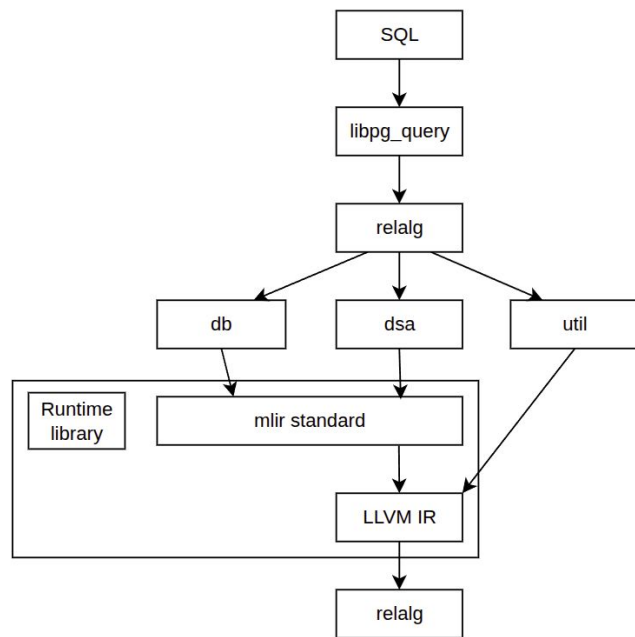 SQL
libpg_query
relalg
db
dsa
util
Runtime
library
mlir standard
LLVM IR
relalg